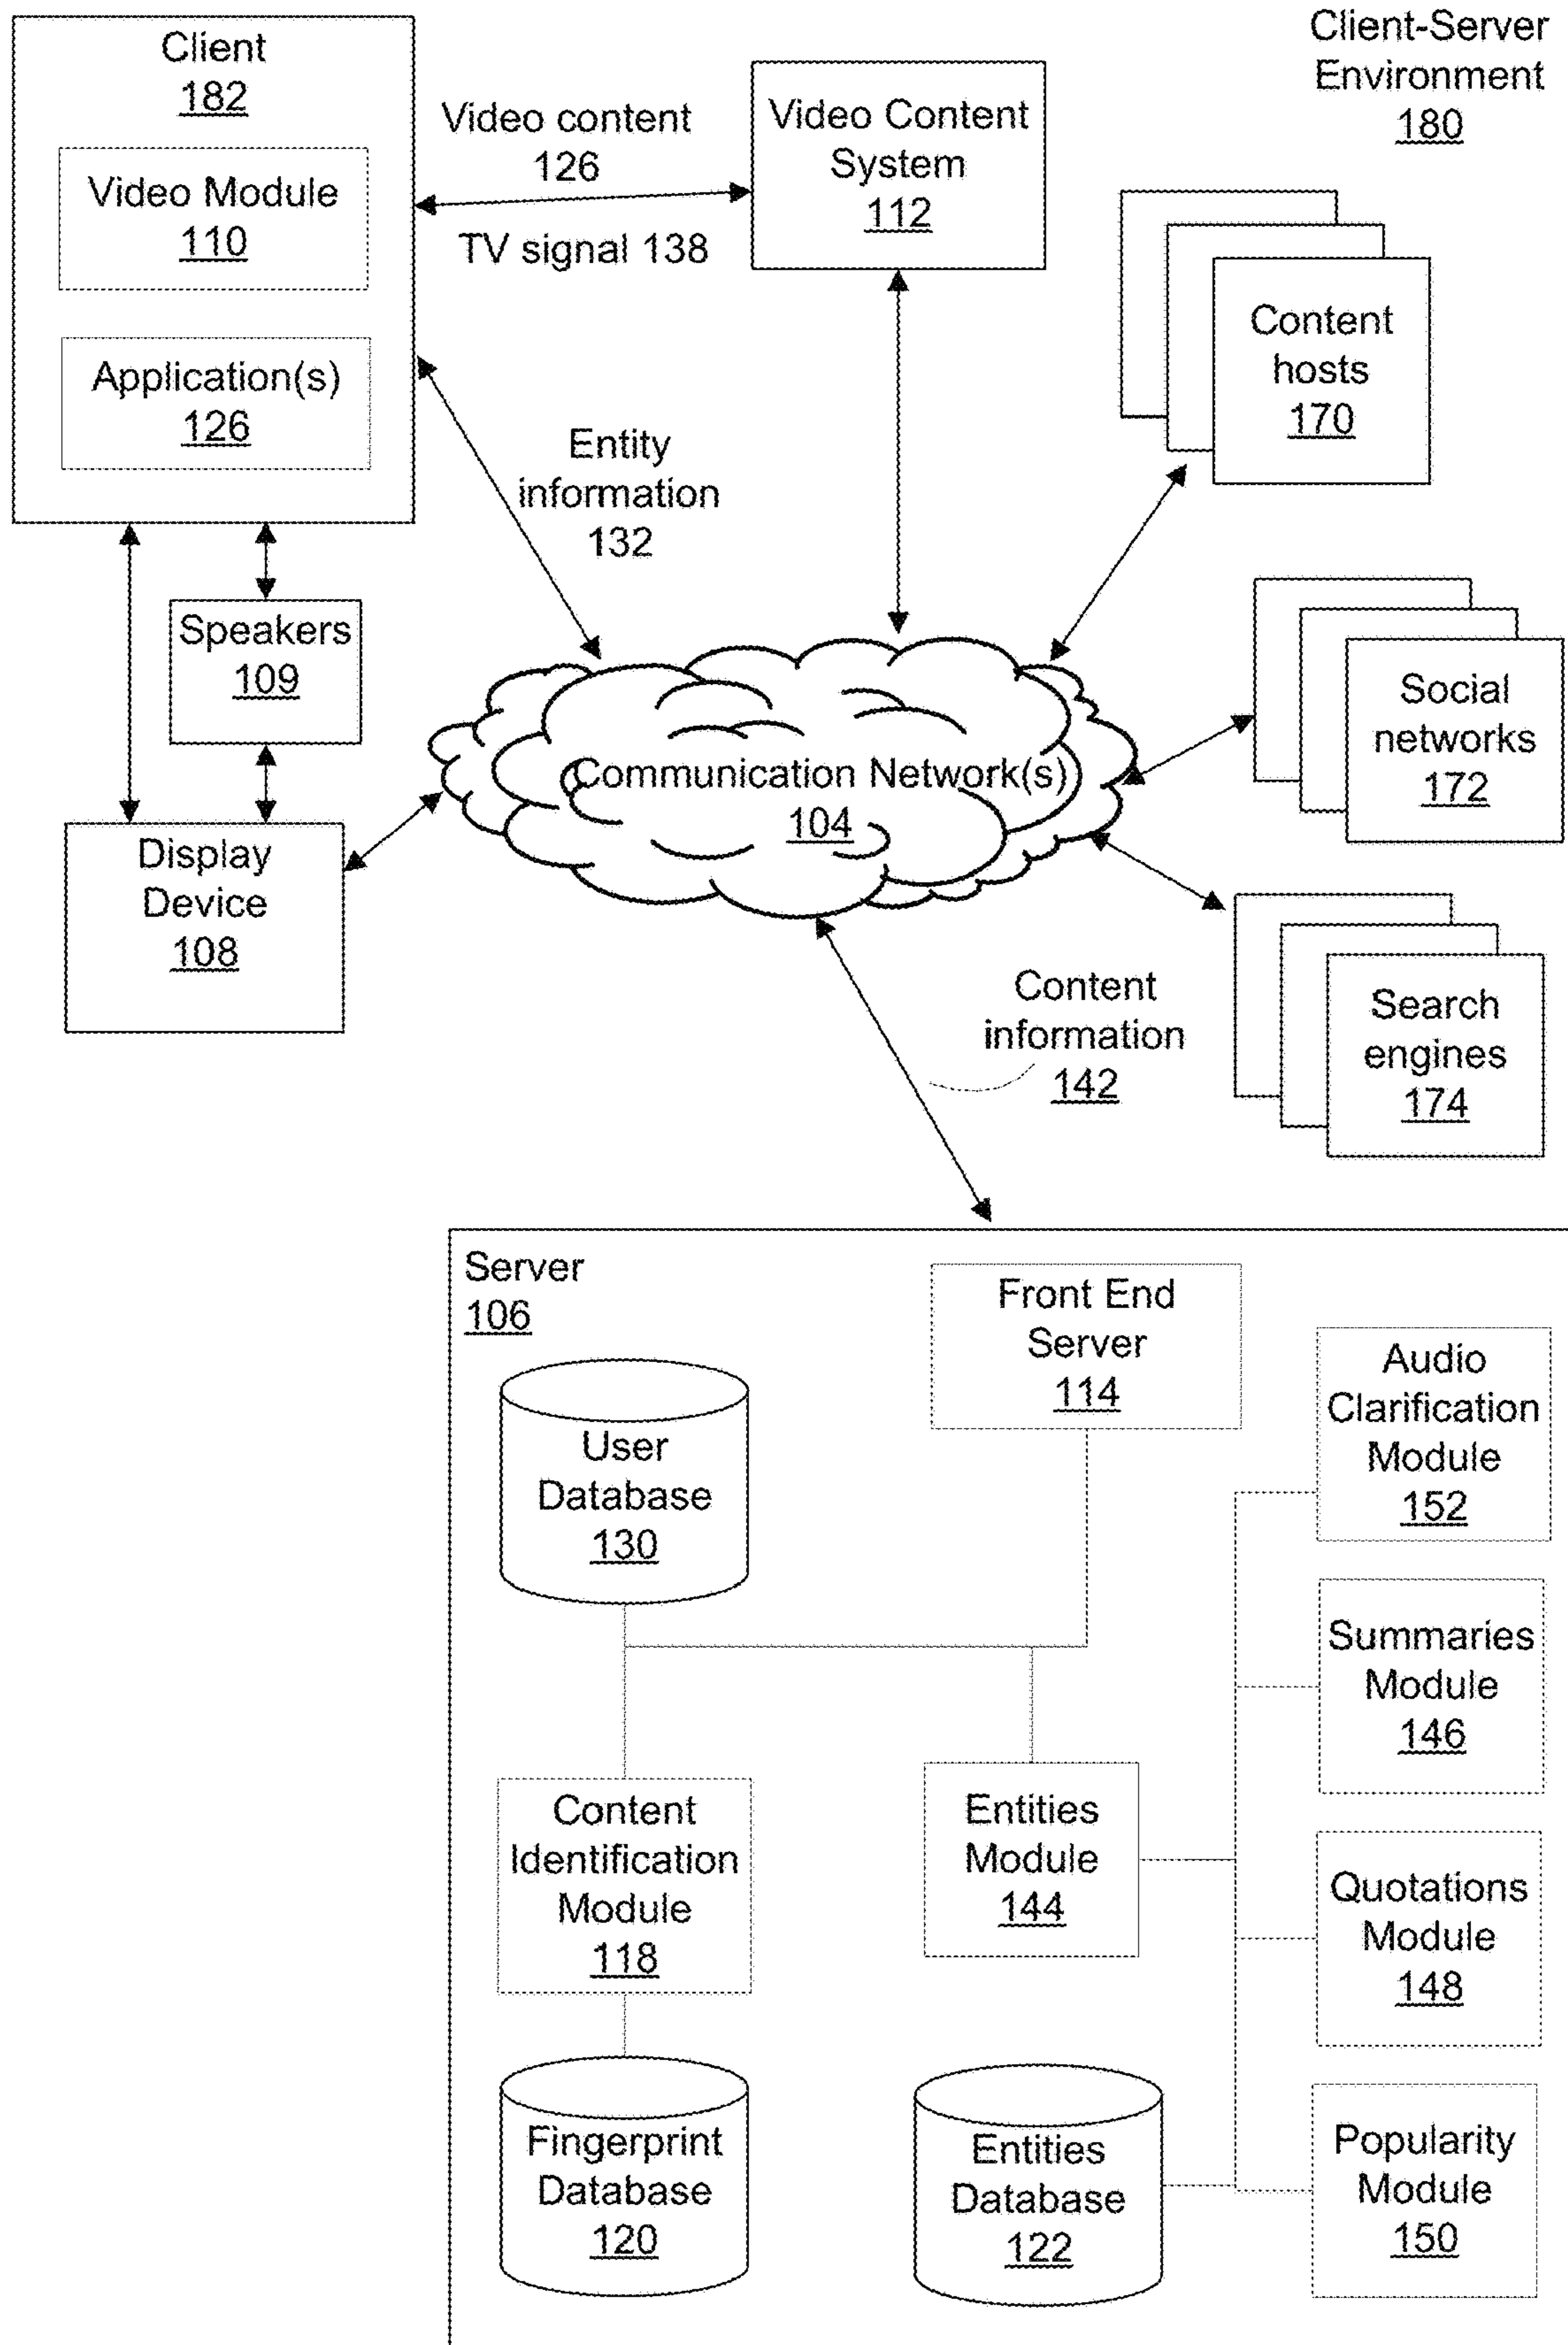 Client-Server
Environment
180
Client
182
Video Module
110
Application(s)
126
Video content
126
TV signal 138
Video Content
System
112
Content
hosts
170
Entity
information
132
Speakers
109
Social
networks
172
Communication Network(s)
104
Display
Device
108
Search
engines
174
Content
information
142
Server
106
Front End
Server
114
Audio
Clarification
Module
152
User
Database
130
Summaries
Module
146
Content
Identification
Module
118
Entities
Module
144
Quotations
Module
148
Fingerprint
Database
120
Entities
Database
122
Popularity
Module
150